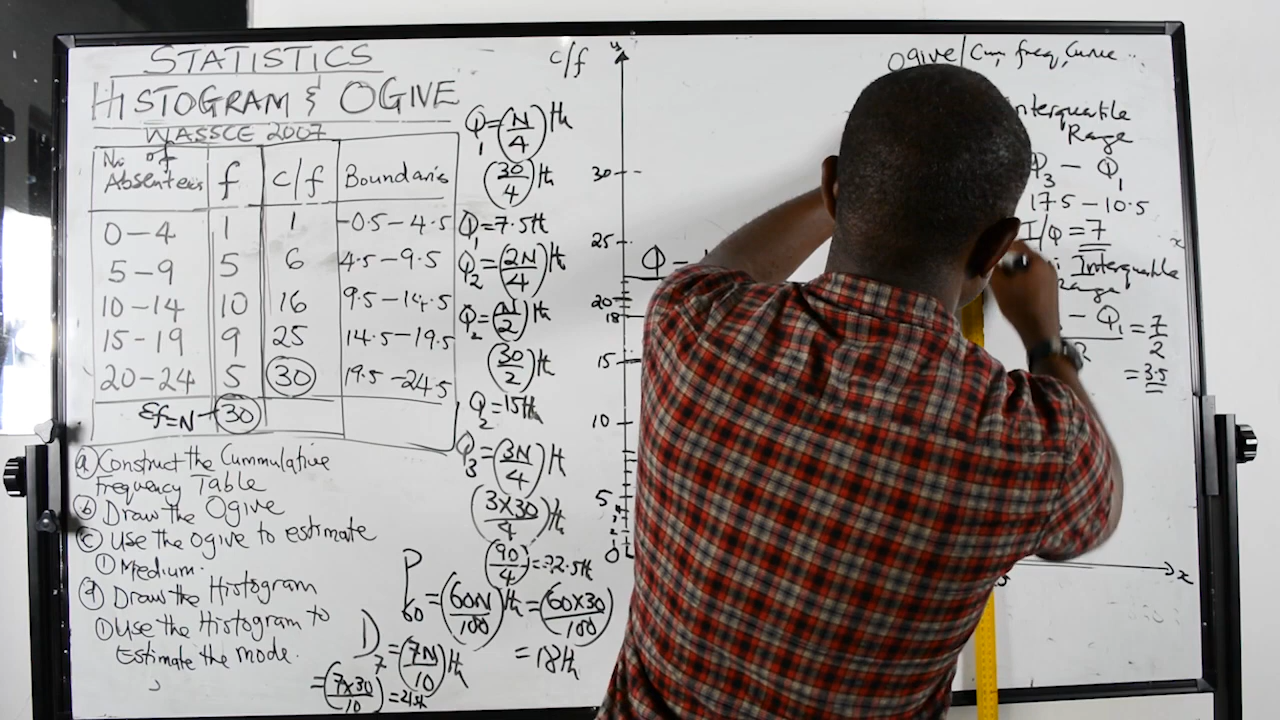 STATISTICS
HISTOGRAM & OGIVE
WASSCE 2007
No. of Absentees f c/f Boundaries
0-4 1 1 -0.5-4.5
5-9 5 6 4.5-9.5
10-14 10 16 9.5-14.5
15-19 9 25 14.5-19.5
20-24 5 30 19.5-24.5
Σf=N 30
a) Construct the Cummulative
Frequency Table
b) Draw the Ogive
c) Use the Ogive to estimate
i) Medium.
d) Draw the Histogram
i) Use the Histogram to
Estimate the mode.
Q1=(N/4)th
(30/4)th
Q1=7.5th
Q2=(2N/4)th
Q2=(N/2)th
(30/2)th
Q2=15th
Q3=(3N/4)th
(3x30/4)th
(90/4)=22.5th
P60=(60N/100)th=(60x30/100)
=18th
D7=(7N/10)th
=(7x30/10)=21st
c/f
y
30
25
Q
20
18
15
10
5
0
x
Ogive/Cum, freq, Curve...
Interquartile
Range
Q3 - Q1
17.5-10.5
I/Q=7
x
Interquartile
Range
- Q1 = 7/2
2
= 3.5